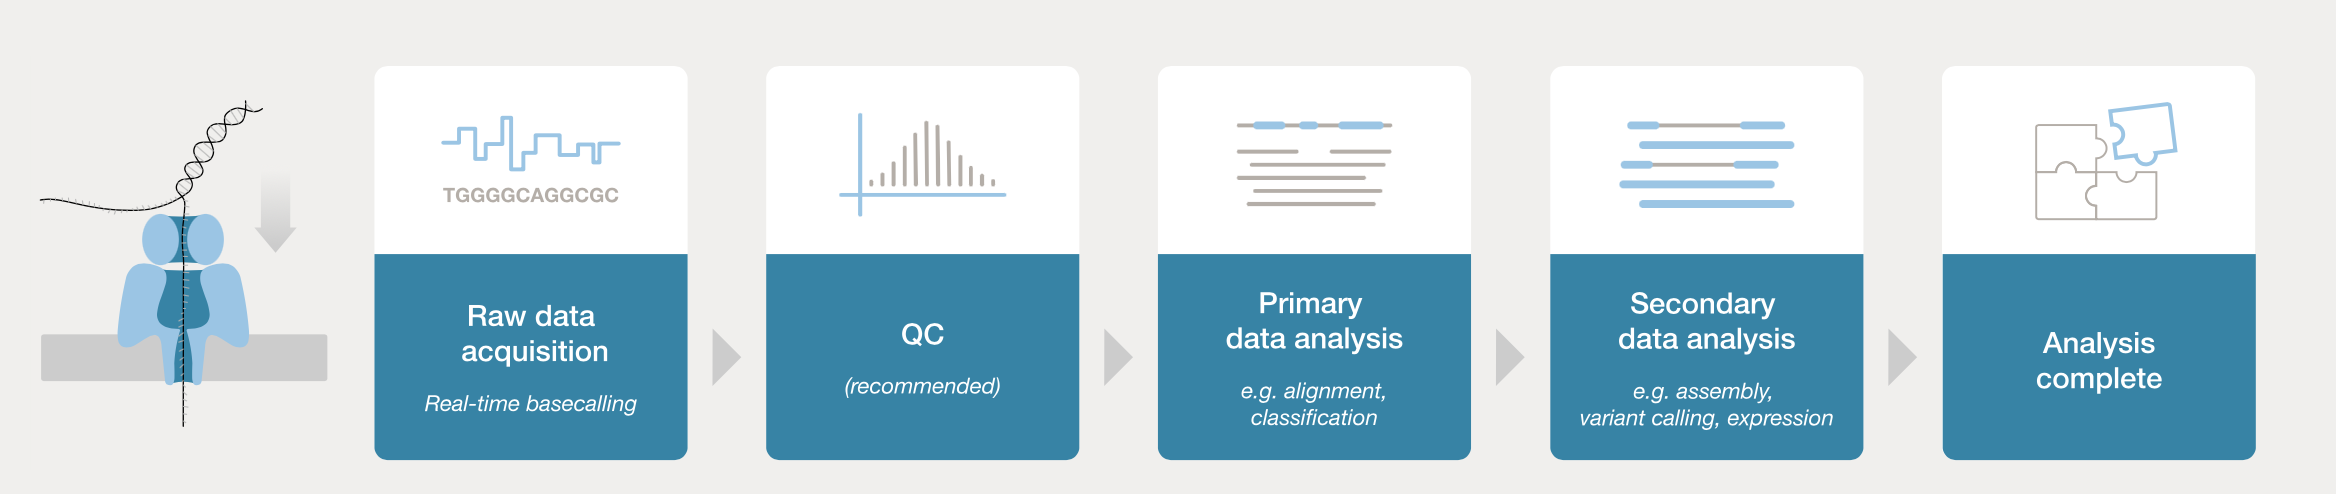 TGGGGCAGGCGC
Raw data
acquisition
Real-time basecalling
QC
(recommended)
Primary
data analysis
e.g. alignment,
classification
Secondary
data analysis
e.g. assembly,
variant calling, expression
Analysis
complete